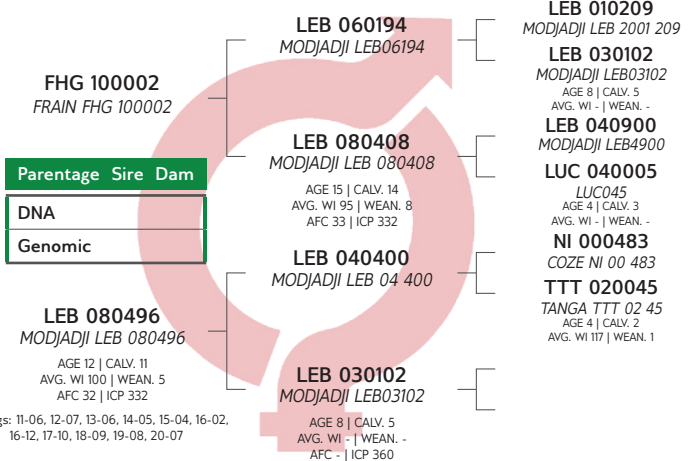 FHG 100002
FRAIN FHG 100002
Parentage Sire Dam
DNA
Genomic
LEB 080496
MODJADJI LEB 080496
AGE 12 | CALV. 11
AVG. WI 100 | WEAN. 5
AFC 32 | ICP 332
gs: 11-06, 12-07, 13-06, 14-05, 15-04, 16-02,
16-12, 17-10, 18-09, 19-08, 20-07
LEB 060194
MODJADJI LEB06194
LEB 080408
MODJADJI LEB 080408
AGE 15 | CALV. 14
AVG. WI 95 | WEAN. 8
AFC 33 | ICP 332
LEB 040400
MODJADJI LEB 04 400
LEB 030102
MODJADJI LEB03102
AGE 8 | CALV. 5
AVG. WI - | WEAN. -
AFC - | ICP 360
LEB 010209
MODJADJI LEB 2001 209
LEB 030102
MODJADJI LEB03102
AGE 8 | CALV. 5
AVG. WI - | WEAN. -
LEB 040900
MODJADJI LEB4900
LUC 040005
LUC045
AGE 4 | CALV. 3
AVG. WI - | WEAN. -
NI 000483
COZE NI 00 483
TTT 020045
TANGA TTT 02 45
AGE 4 | CALV. 2
AVG. WI 117 | WEAN. 1